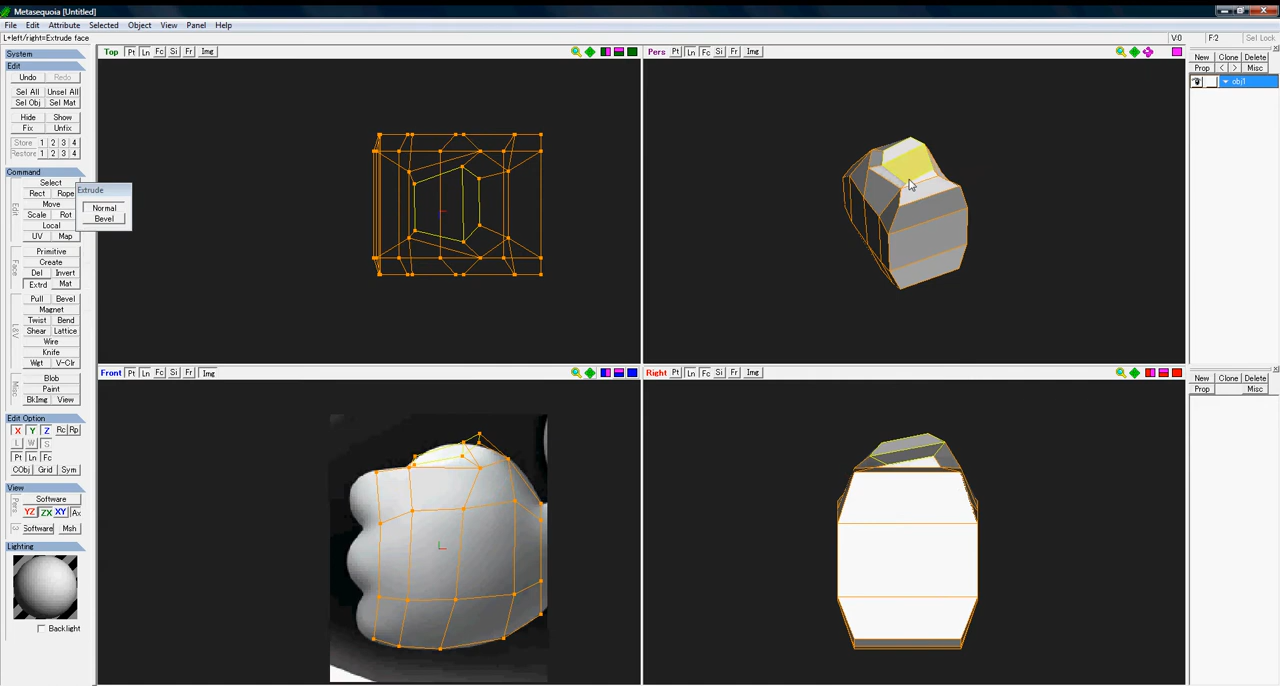 Metasequoia [Untitled]
File Edit Attribute Selected Object View Panel Help
L+left/right=Extrude face V:0 F:2 Sel Lock
System
Edit
Undo Redo
Sel All Unsel All
Sel Obj Sel Mat
Hide Show
Fix Unfix
Store 1 2 3 4
Restore 1 2 3 4
Command
Edit
Select
Rect Rope
Move
Scale Rot
Local
UV Map
Face
Primitive
Create
Del Invert
Extrd Mat
L&V
Pull Bevel
Magnet
Twist Bend
Shear Lattice
Wire
Knife
Wgt V-Clr
Misc
Blob
Paint
BkImg View
Edit Option
X Y Z Rc Rp
L W S
Pt Ln Fc
CObj Grid Sym
View
Pers
Software
YZ ZX XY Ax
3 Software Msh
Lighting
Backlight
Extrude
Normal
Bevel
Top Pt Ln Fc Si Fr Img
Pers Pt Ln Fc Si Fr Img
Front Pt Ln Fc Si Fr Img
Right Pt Ln Fc Si Fr Img
New Clone Delete
Prop < > Misc
obj1
New Clone Delete
Prop Misc